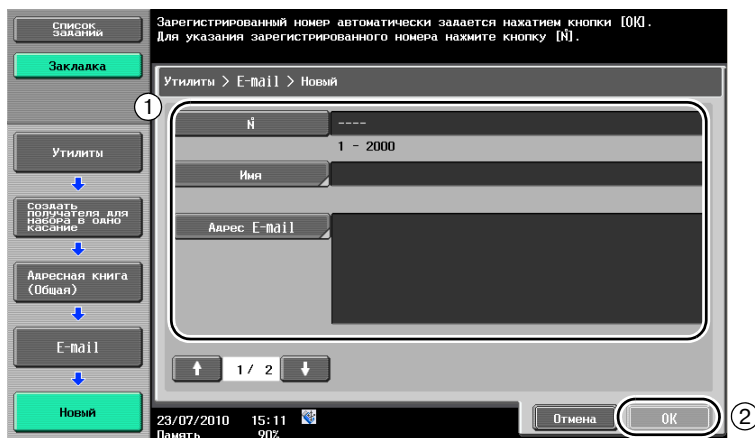 Список
заданий
Закладка
Зарегистрированный номер автоматически задается нажатием кнопки [OK].
Для указания зарегистрированного номера нажмите кнопку [N̊].
Утилиты > E-mail > Новый
1
N̊
----
1 - 2000
Имя
Адрес E-mail
Утилиты
Создать
получателя для
набора в одно
касание
Адресная книга
(Общая)
E-mail
Новый
1/ 2
23/07/2010 15:11
Память 90%
Отмена
OK
2